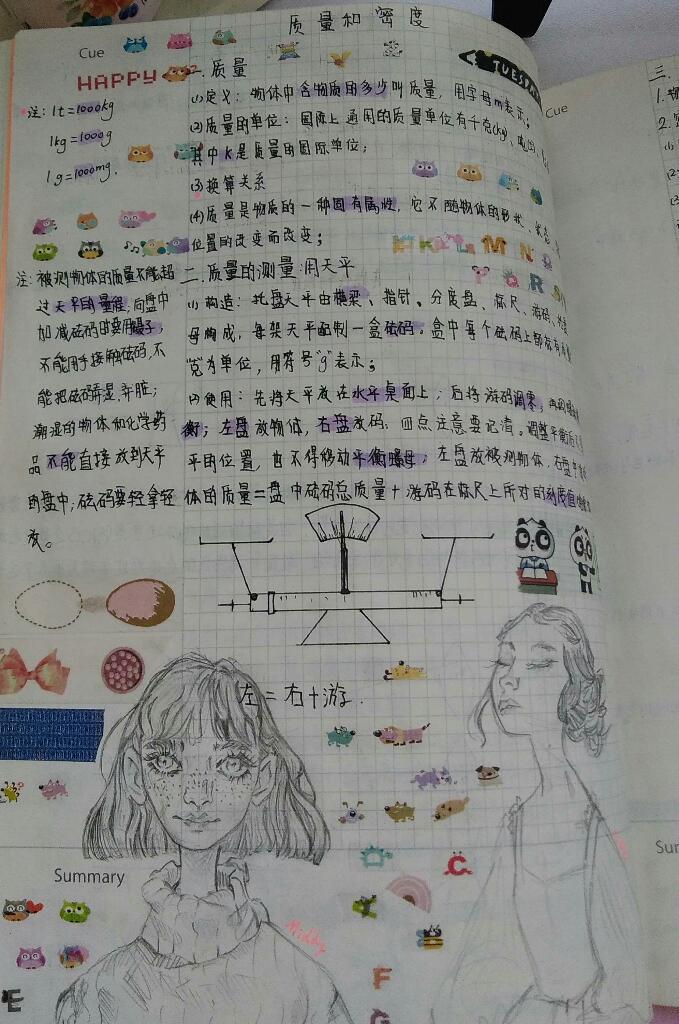 质量和密度
Cue
HAPPY
TUESDAY
一. 质量
(1)定义：物体中含物质的多少叫质量，用字母m表示；
(2)质量的单位：国际上通用的质量单位有千克(kg)、吨(t)、
其中k是质量的国际单位；
(3)换算关系
(4)质量是物质的一种固有属性，它不随物体的形状、状态、
位置的改变而改变；
注：1t=1000kg
1kg=1000g
1g=1000mg.
K L M N
P Q R S
二. 质量的测量：用天平
(1)构造：托盘天平由横梁、指针、分度盘、标尺、游码、
母构成，每架天平配制一盒砝码。盒中每个砝码上都标有
"克"为单位，用符号"g"表示；
(2)使用：先将天平放在水平桌面上；后将游码调零，再调
衡；左盘放物体，右盘放码；四点注意要记清。调整平衡后
平的位置，也不得移动平衡螺母；左盘放被测物体，右盘
体的质量=盘中砝码总质量+游码在标尺上所对的刻度值
注：被测物体的质量不能超
过天平的量程，向盘中
加减砝码时要用镊子，
不能用手接触砝码，不
能把砝码弄湿弄脏；
潮湿的物体和化学药
品不能直接放到天平
的盘中，砝码要轻拿轻
放。
左=右+游
Summary
Middy
C
E
F
G
Cue
三.
1.
2.
Sum